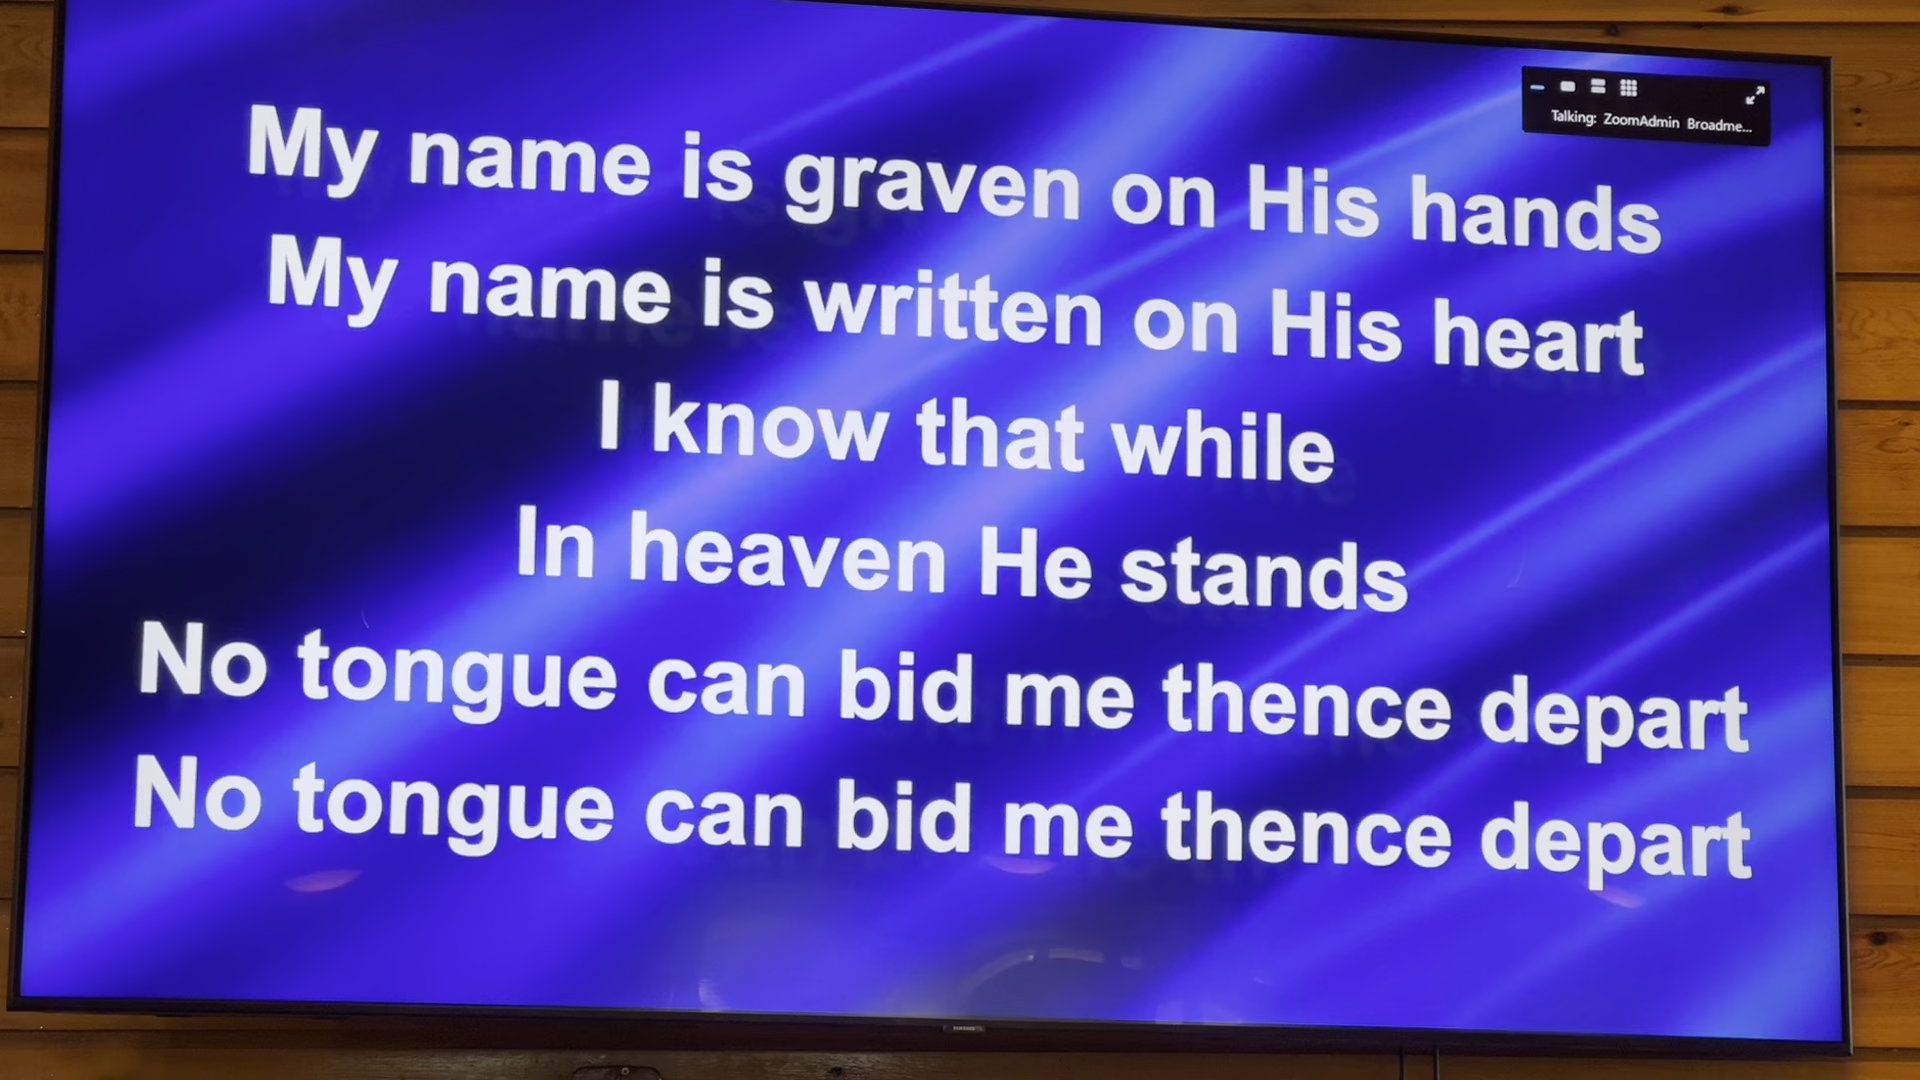 Talking: ZoomAdmin Broadme...
My name is graven on His hands
My name is written on His heart
I know that while
In heaven He stands
No tongue can bid me thence depart
No tongue can bid me thence depart
SAMSUNG